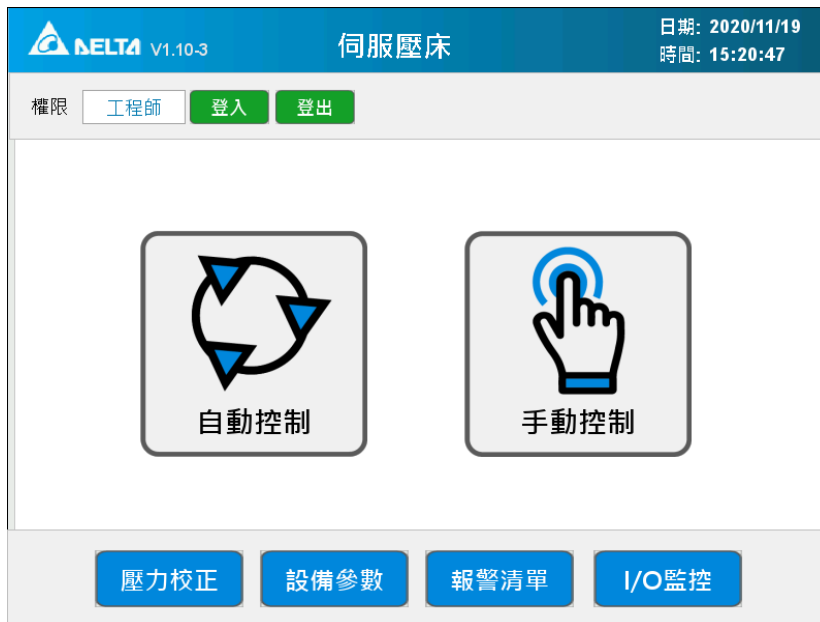 DELTA V1.10-3
伺服壓床
日期: 2020/11/19
時間: 15:20:47
權限 工程師 登入 登出
自動控制 手動控制
壓力校正 設備參數 報警清單 I/O監控